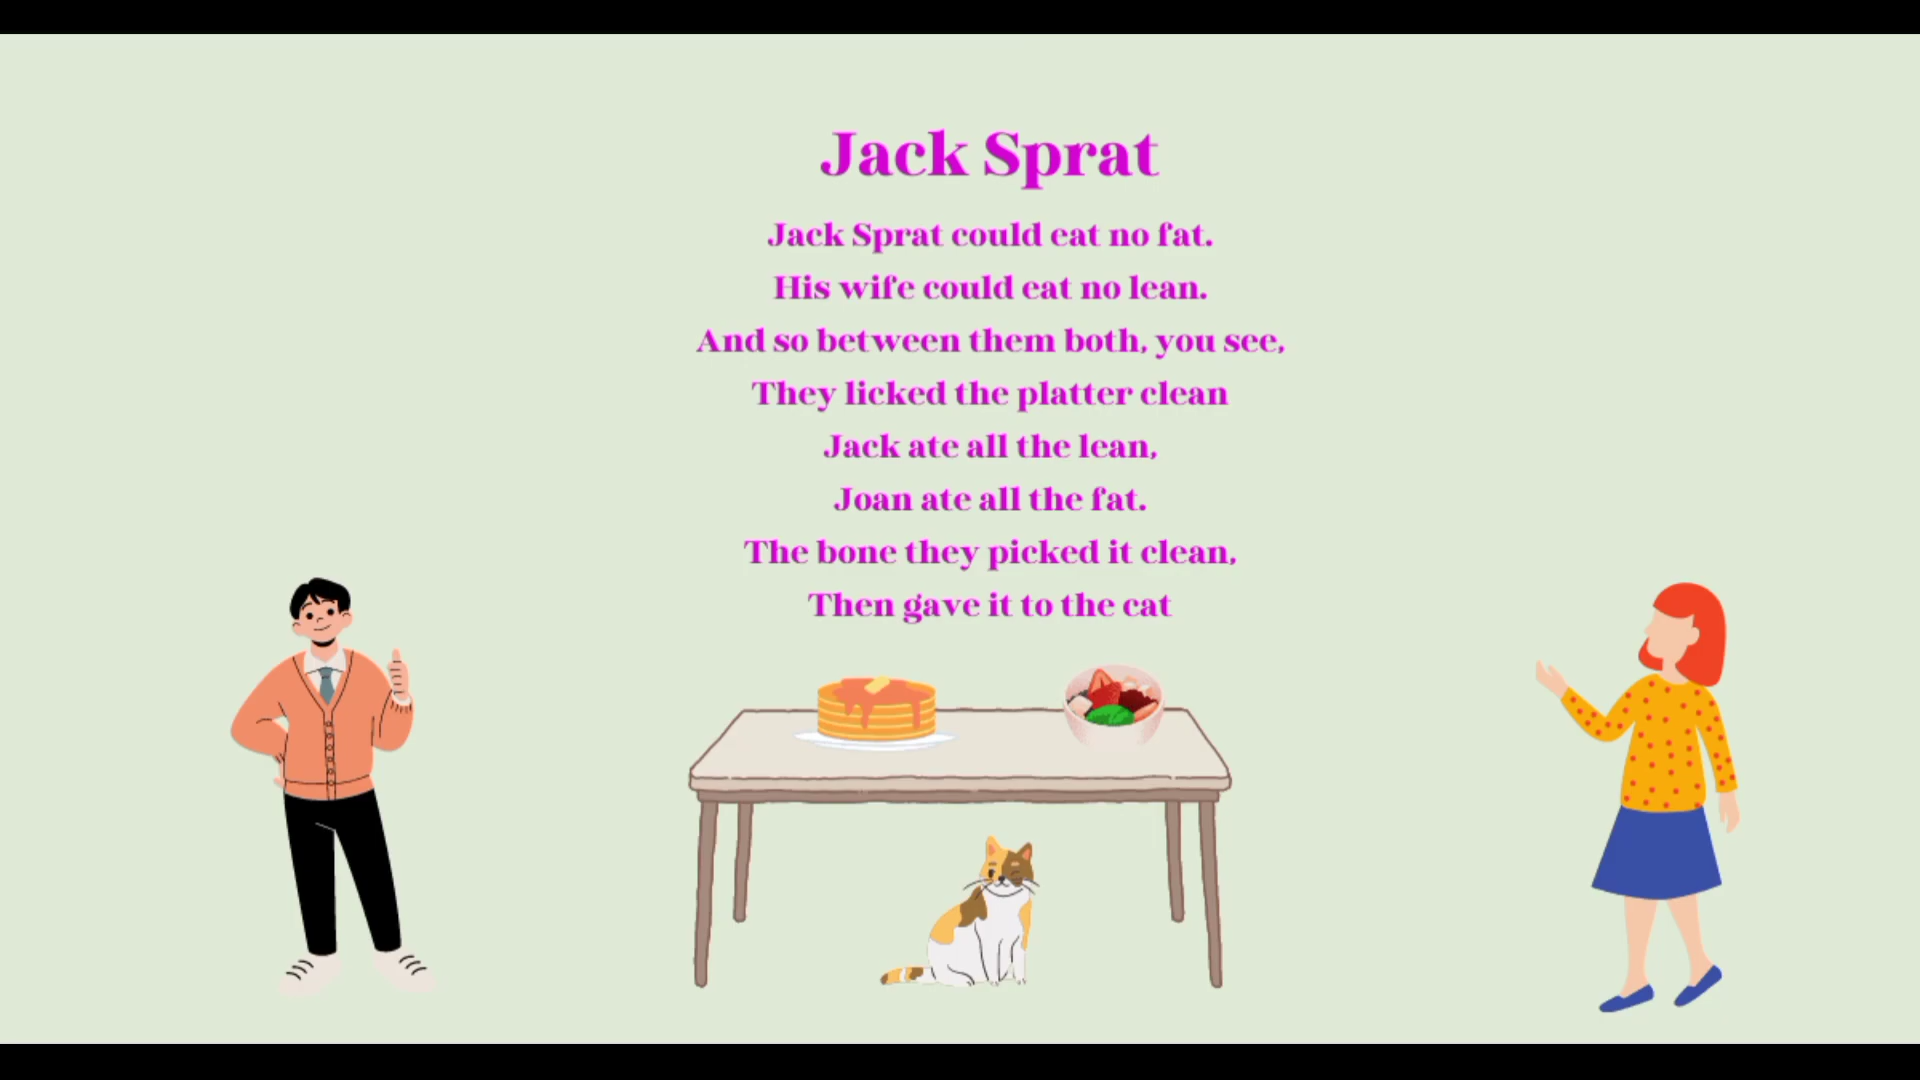 Jack Sprat
Jack Sprat could eat no fat.
His wife could eat no lean.
And so between them both, you see,
They licked the platter clean
Jack ate all the lean,
Joan ate all the fat.
The bone they picked it clean,
Then gave it to the cat